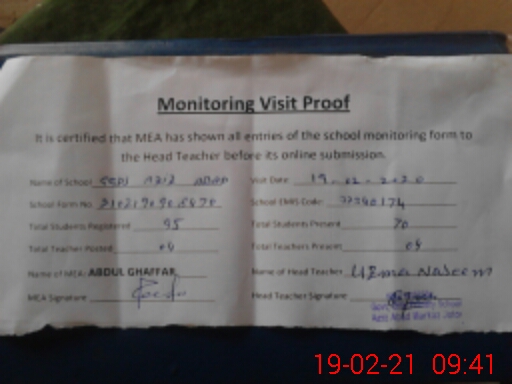 Monitoring Visit Proof
It is certified that MEA has shown all entries of the school monitoring form to
the Head Teacher before its online submission.
Name of School Visit Date 19-02-2020
School Form No. School EMIS Code
Total Students Registered 95 Total Students Present 70
Total Teacher Posted 04 Total Teachers Present 04
Name of MEA: ABDUL GHAFFAR Name of Head Teacher Uzma Naseem
MEA Signature Head Teacher Signature
19-02-21 09:41